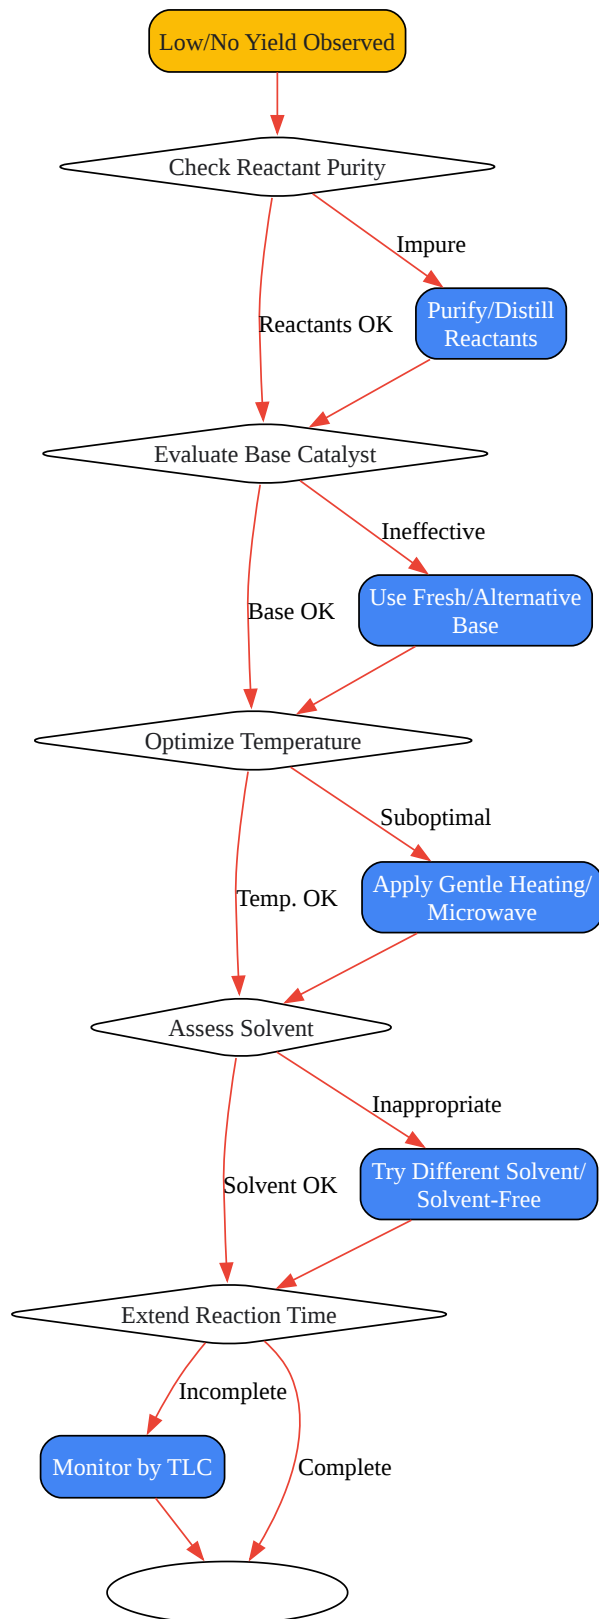 Low/No Yield Observed
Check Reactant Purity
Impure
Purify/Distill
Reactants
Reactants OK
Evaluate Base Catalyst
Ineffective
Use Fresh/Alternative
Base
Base OK
Optimize Temperature
Suboptimal
Apply Gentle Heating/
Microwave
Temp. OK
Assess Solvent
Inappropriate
Try Different Solvent/
Solvent-Free
Solvent OK
Extend Reaction Time
Incomplete
Monitor by TLC
Complete